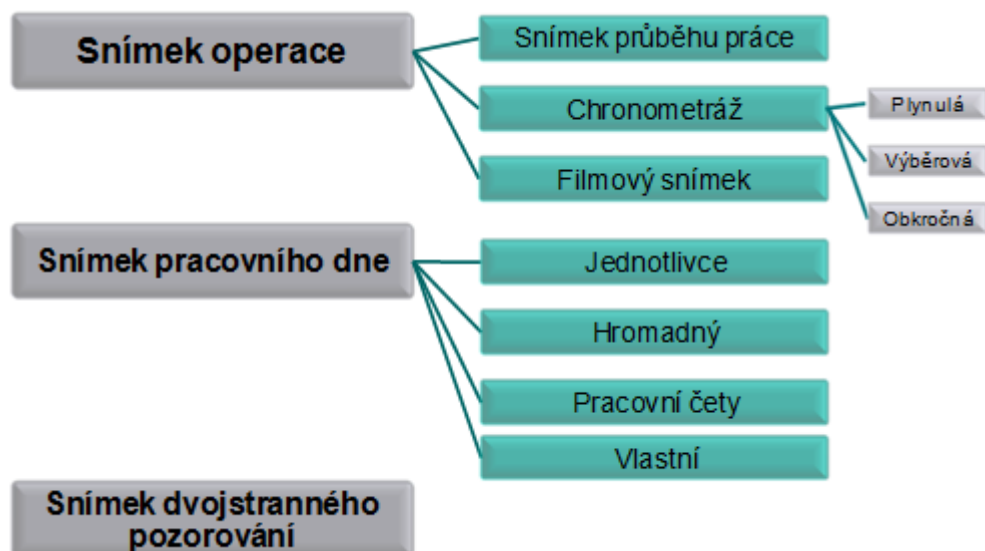 Snímek operace
Snímek průběhu práce
Chronometráž
Filmový snímek
Plynulá
Výběrová
Obkročná
Snímek pracovního dne
Jednotlivce
Hromadný
Pracovní čety
Vlastní
Snímek dvojstranného
pozorování